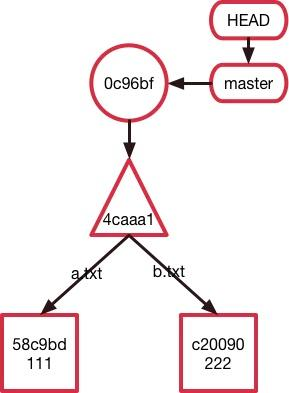 HEAD
0c96bf
master
4caaa1
a.txt
b.txt
58c9bd
111
c20090
222